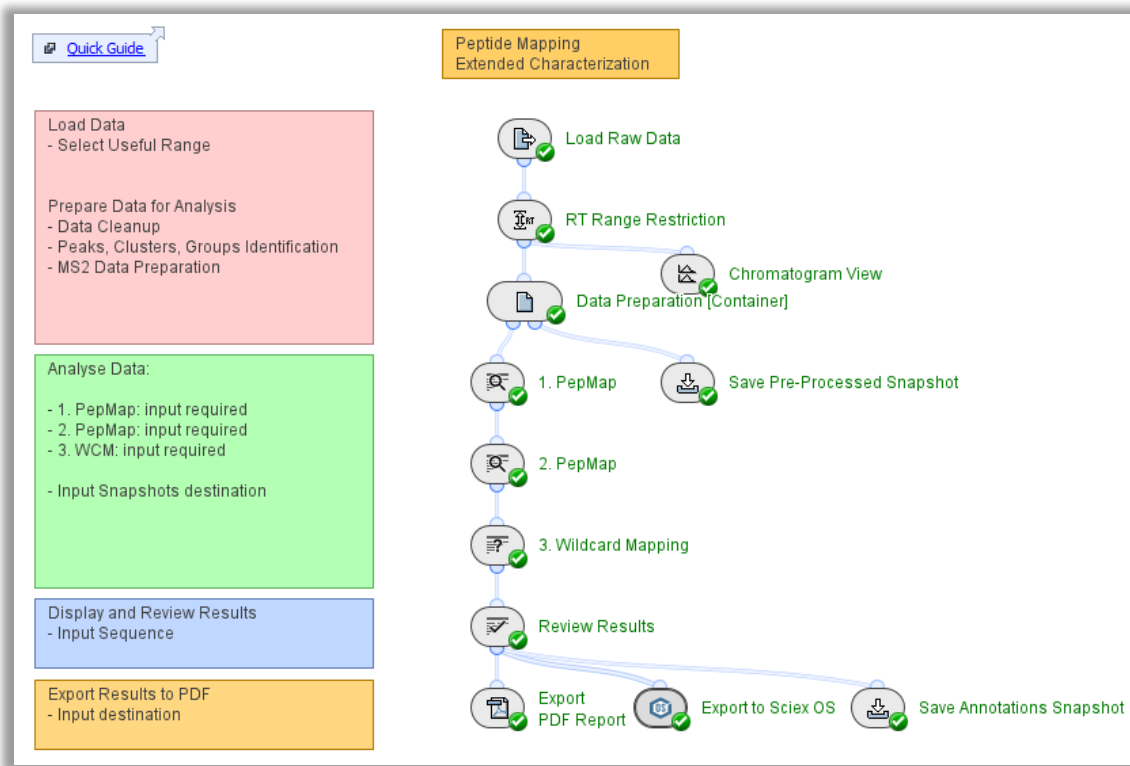 Quick Guide
Peptide Mapping
Extended Characterization
Load Data
- Select Useful Range
Prepare Data for Analysis
- Data Cleanup
- Peaks, Clusters, Groups Identification
- MS2 Data Preparation
Analyse Data:
- 1. PepMap: input required
- 2. PepMap: input required
- 3. WCM: input required
- Input Snapshots destination
Display and Review Results
- Input Sequence
Export Results to PDF
- Input destination
Load Raw Data
RT
RT Range Restriction
Chromatogram View
Data Preparation [Container]
1. PepMap
Save Pre-Processed Snapshot
2. PepMap
?
3. Wildcard Mapping
Review Results
Export
PDF Report
OS
Export to Sciex OS
Save Annotations Snapshot